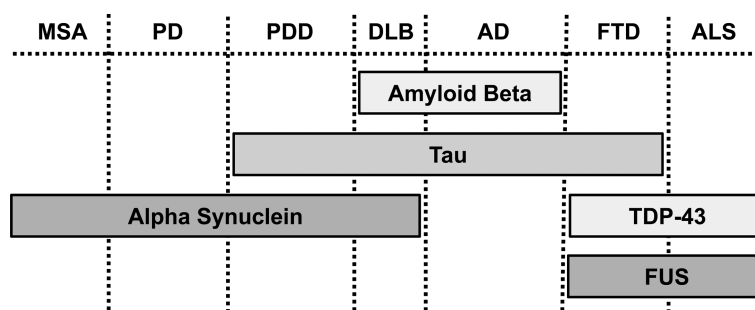 MSA PD PDD DLB AD FTD ALS
Amyloid Beta
Tau
Alpha Synuclein TDP-43
FUS